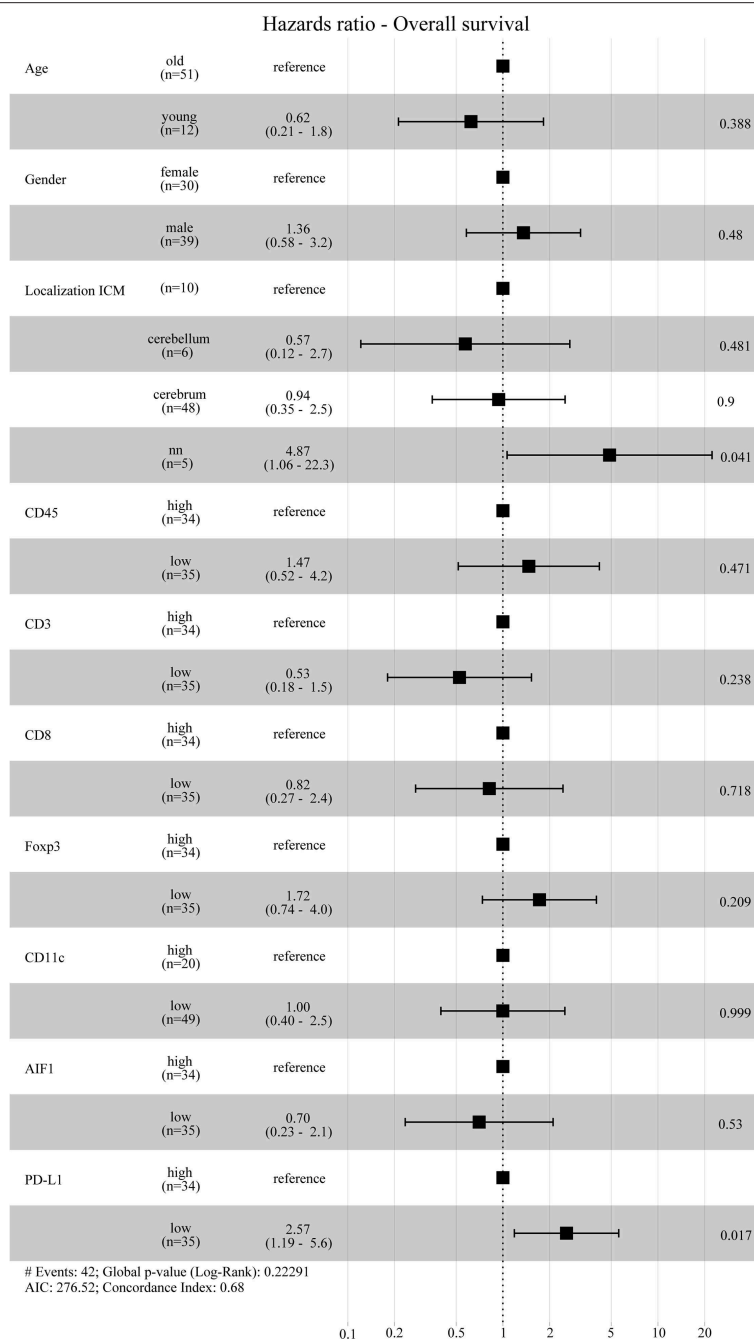 Hazards ratio - Overall survival
Age old reference
(n=51)
young 0.62 0.388
(n=12) (0.21 - 1.8)
Gender female reference
(n=30)
male 1.36 0.48
(n=39) (0.58 - 3.2)
Localization ICM (n=10) reference
cerebellum 0.57 0.481
(n=6) (0.12 - 2.7)
cerebrum 0.94 0.9
(n=48) (0.35 - 2.5)
nn 4.87 0.041
(n=5) (1.06 - 22.3)
CD45 high reference
(n=34)
low 1.47 0.471
(n=35) (0.52 - 4.2)
CD3 high reference
(n=34)
low 0.53 0.238
(n=35) (0.18 - 1.5)
CD8 high reference
(n=34)
low 0.82 0.718
(n=35) (0.27 - 2.4)
Foxp3 high reference
(n=34)
low 1.72 0.209
(n=35) (0.74 - 4.0)
CD11c high reference
(n=20)
low 1.00 0.999
(n=49) (0.40 - 2.5)
AIF1 high reference
(n=34)
low 0.70 0.53
(n=35) (0.23 - 2.1)
PD-L1 high reference
(n=34)
low 2.57 0.017
(n=35) (1.19 - 5.6)
# Events: 42; Global p-value (Log-Rank): 0.22291
AIC: 276.52; Concordance Index: 0.68
0.1 0.2 0.5 1 2 5 10 20